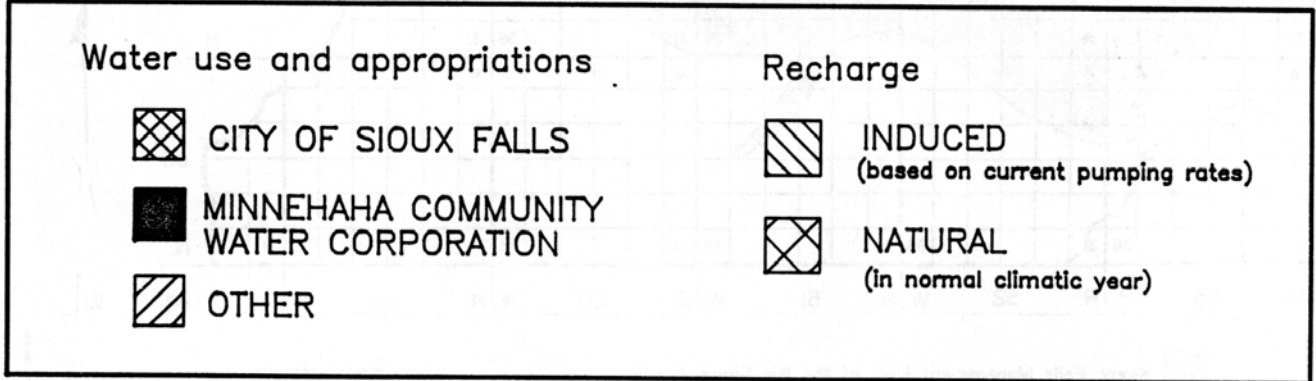 Water use and appropriations
CITY OF SIOUX FALLS
MINNEHAHA COMMUNITY
WATER CORPORATION
OTHER
Recharge
INDUCED
(based on current pumping rates)
NATURAL
(in normal climatic year)